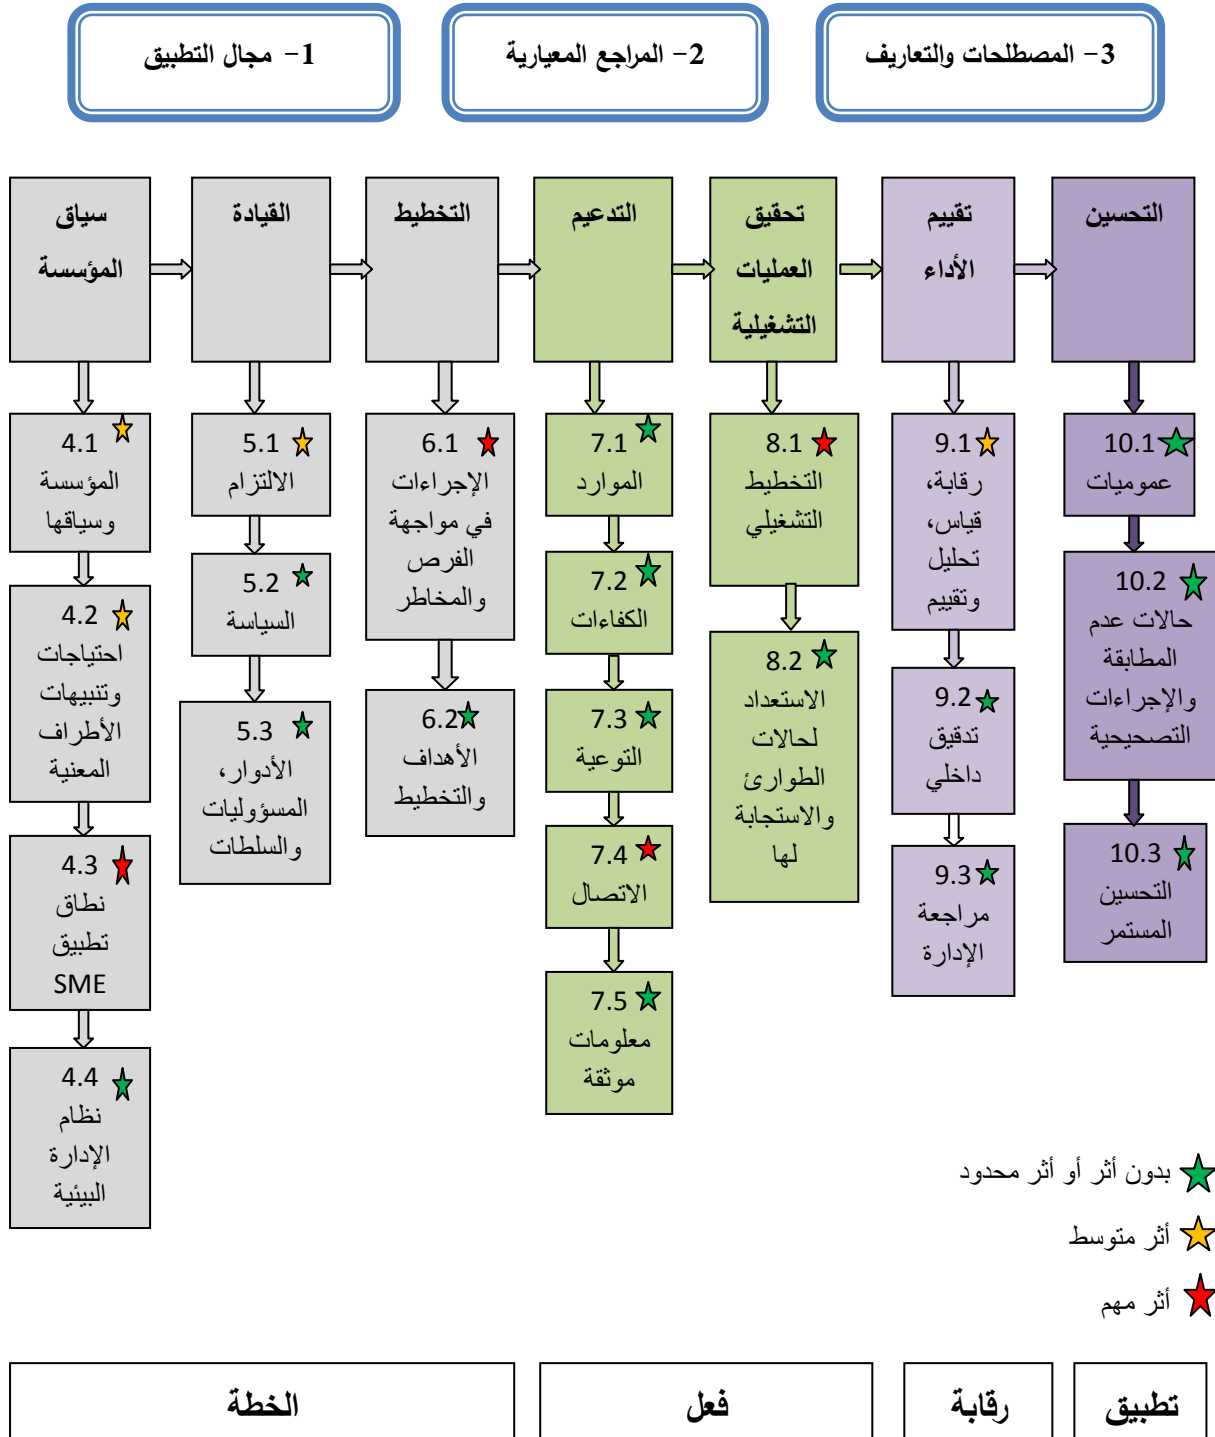 1- مجال التطبيق
2- المراجع المعيارية
3- المصطلحات والتعاريف
سياق
المؤسسة
القيادة
التخطيط
التدعيم
تحقيق
العمليات
التشغيلية
تقييم
الأداء
التحسين
4.1
المؤسسة
وسياقها
4.2
احتياجات
وتنبيهات
الأطراف
المعنية
4.3
نطاق
تطبيق
SME
4.4
نظام
الإدارة
البيئية
5.1
الالتزام
5.2
السياسة
5.3
الأدوار،
المسؤوليات
والسلطات
6.1
الإجراءات
في مواجهة
الفرص
والمخاطر
6.2
الأهداف
والتخطيط
7.1
الموارد
7.2
الكفاءات
7.3
التوعية
7.4
الاتصال
7.5
معلومات
موثقة
8.1
التخطيط
التشغيلي
8.2
الاستعداد
لحالات
الطوارئ
والاستجابة
لها
9.1
رقابة،
قياس،
تحليل
وتقييم
9.2
تدقيق
داخلي
9.3
مراجعة
الإدارة
10.1
عموميات
10.2
حالات عدم
المطابقة
والإجراءات
التصحيحية
10.3
التحسين
المستمر
بدون أثر أو أثر محدود
أثر متوسط
أثر مهم
الخطة
فعل
رقابة
تطبيق